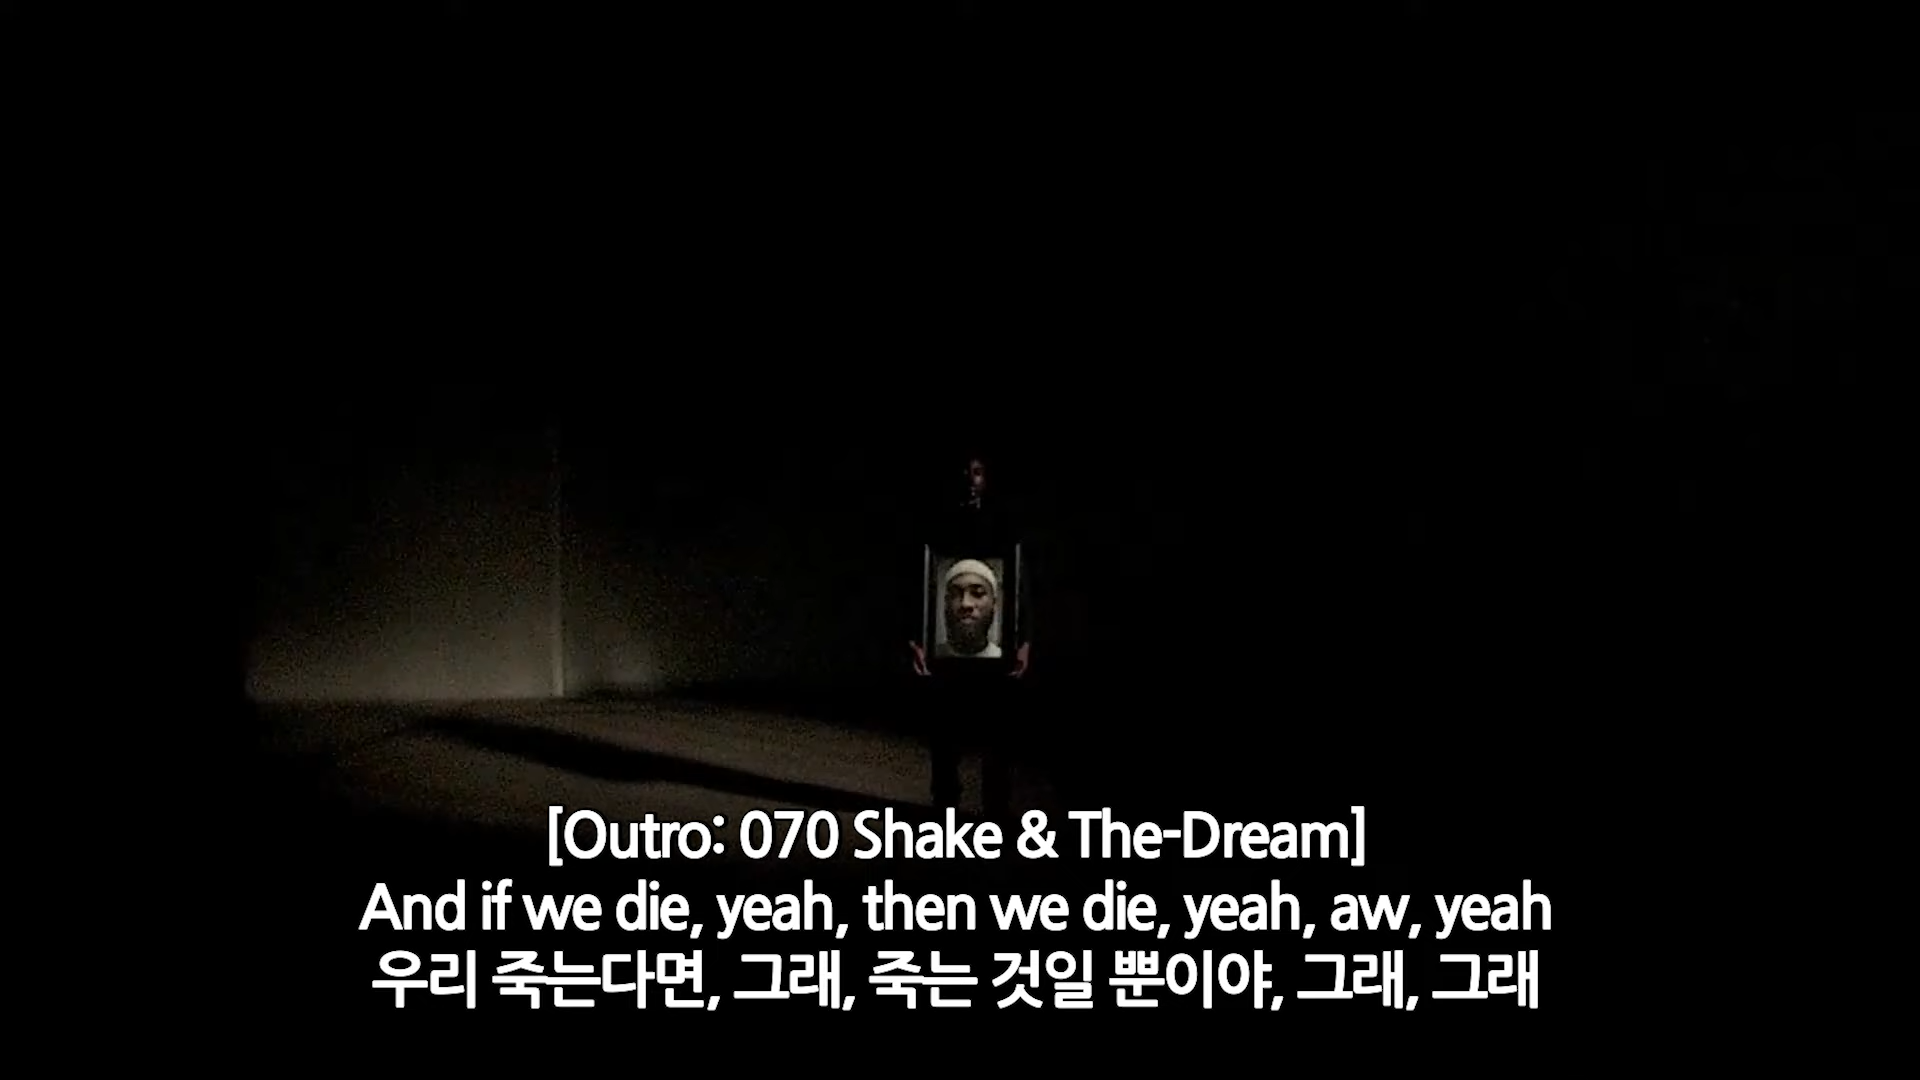 [Outro: 070 Shake & The-Dream]
And if we die, yeah, then we die, yeah, aw, yeah
우리 죽는다면, 그래, 죽는 것일 뿐이야, 그래, 그래